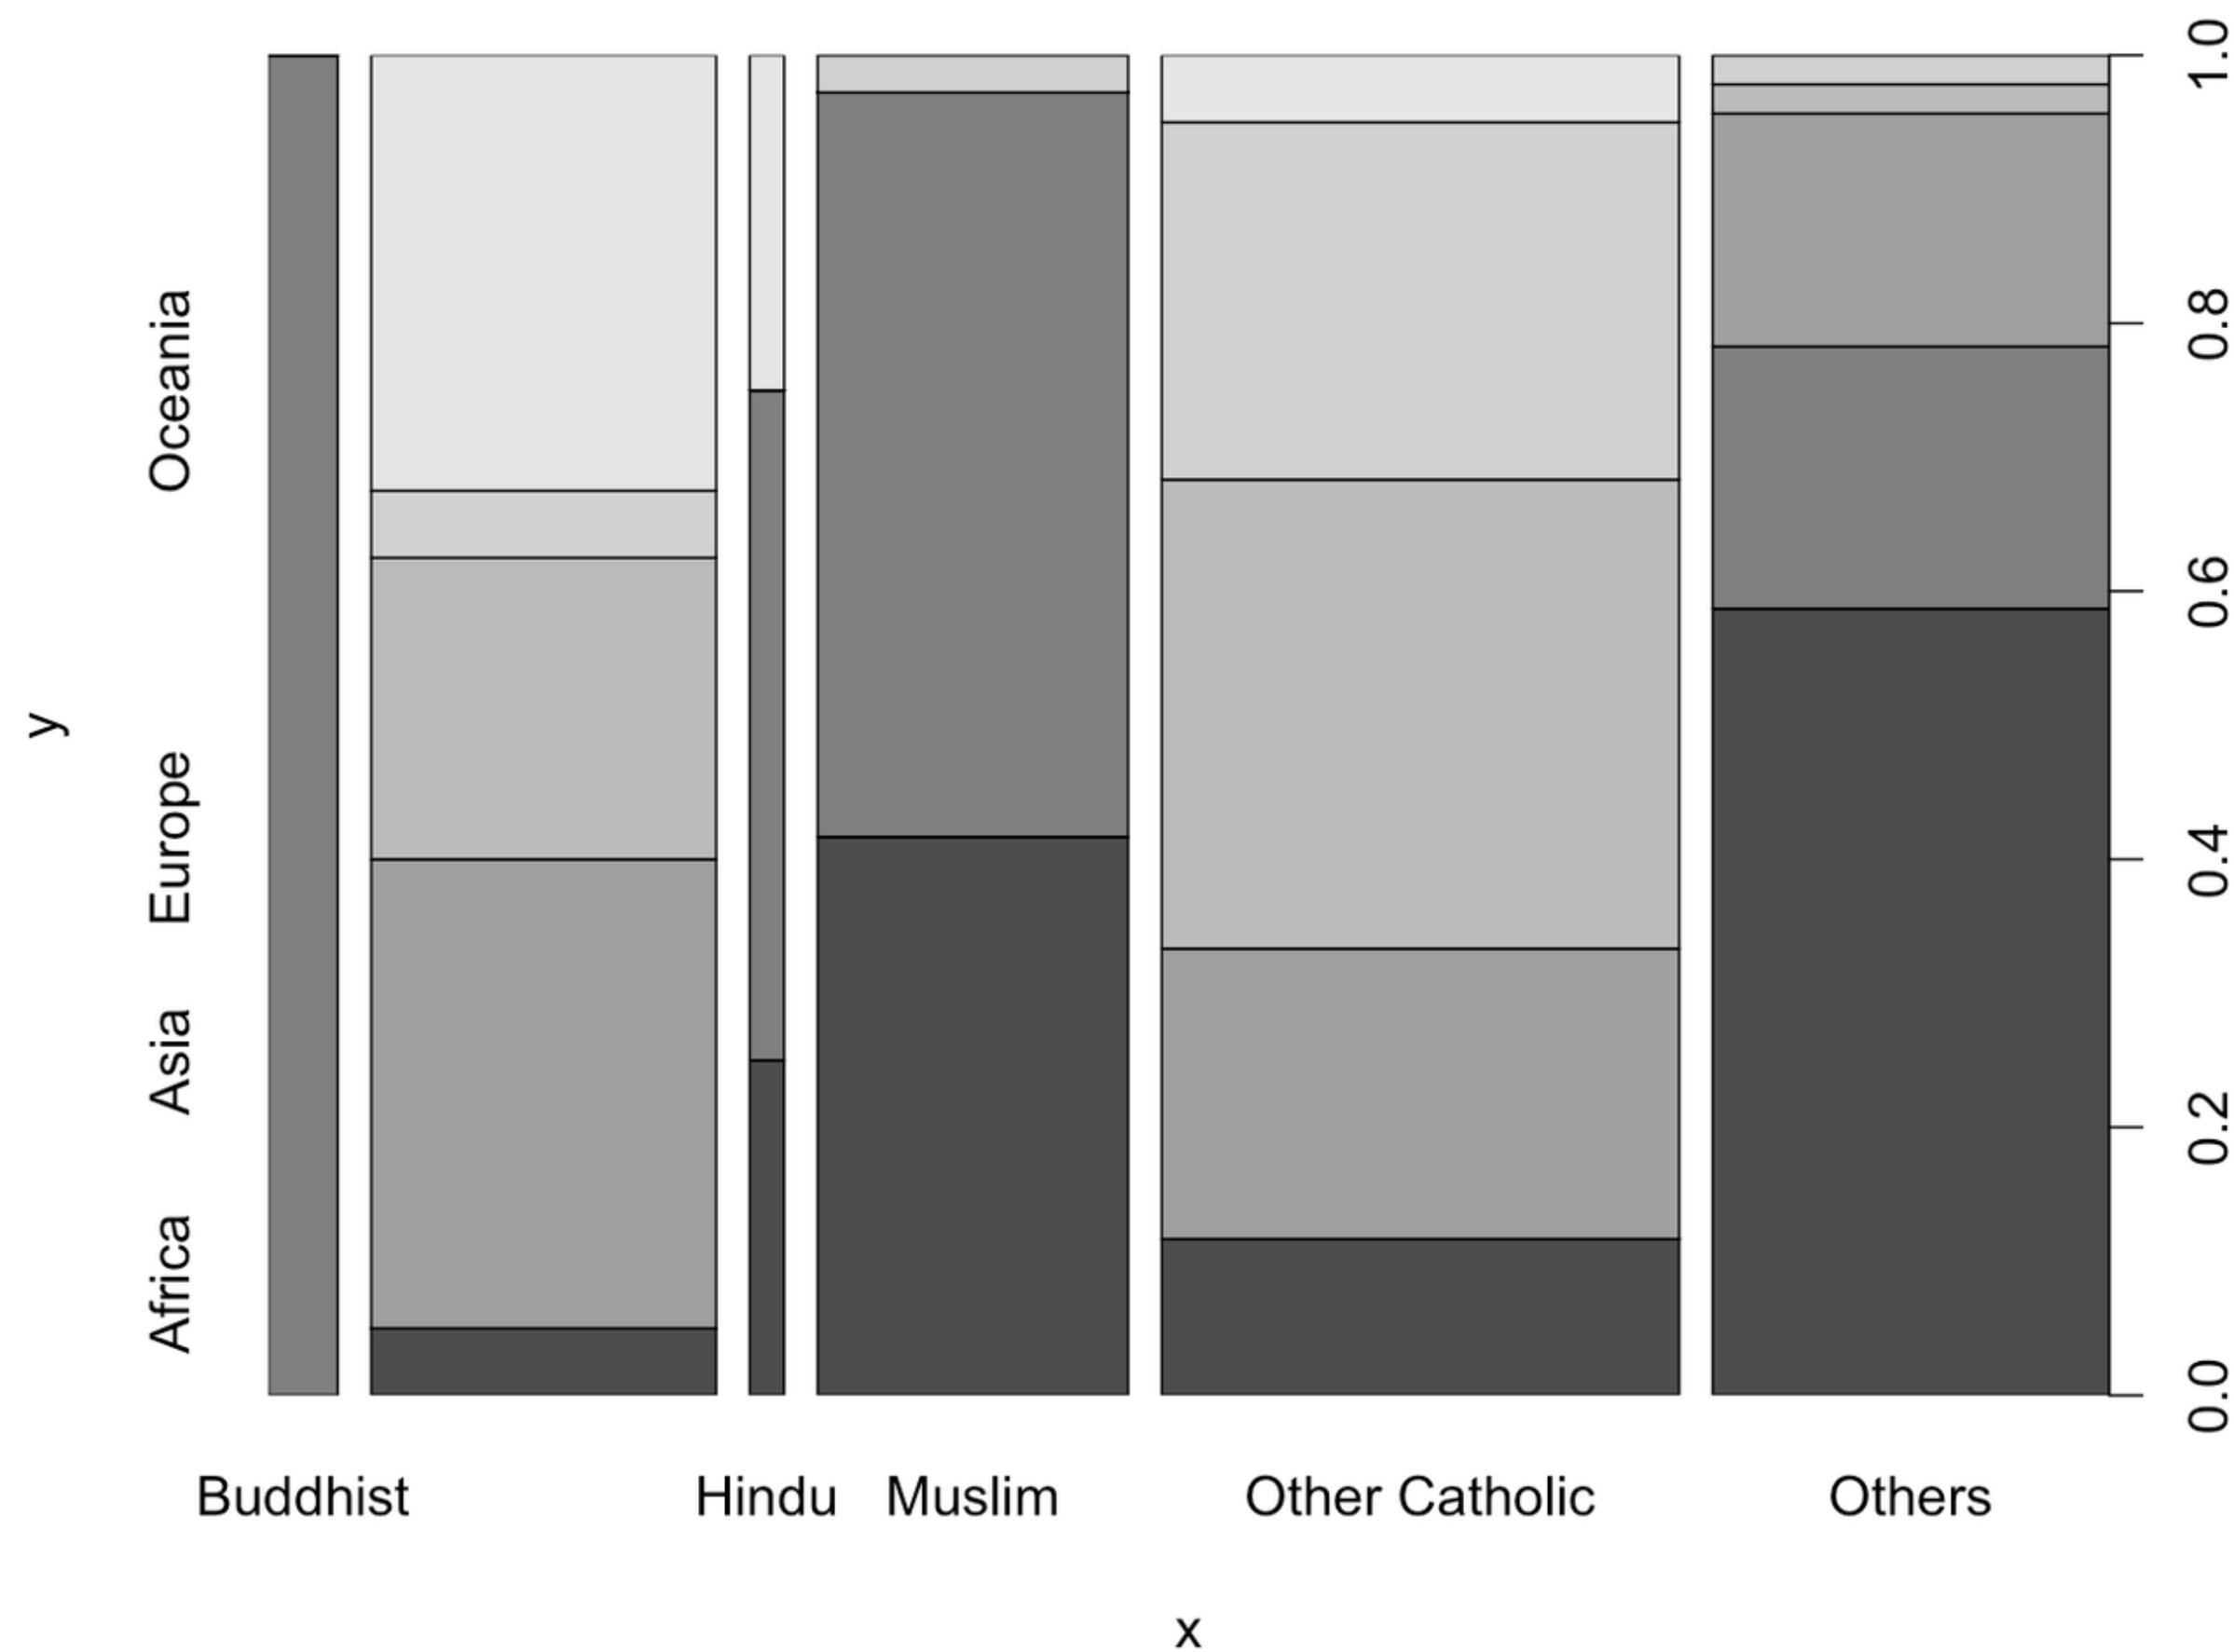 y
Oceania
Europe
Asia
Africa
1.0
0.8
0.6
0.4
0.2
0.0
Buddhist Hindu Muslim Other Catholic Others
x